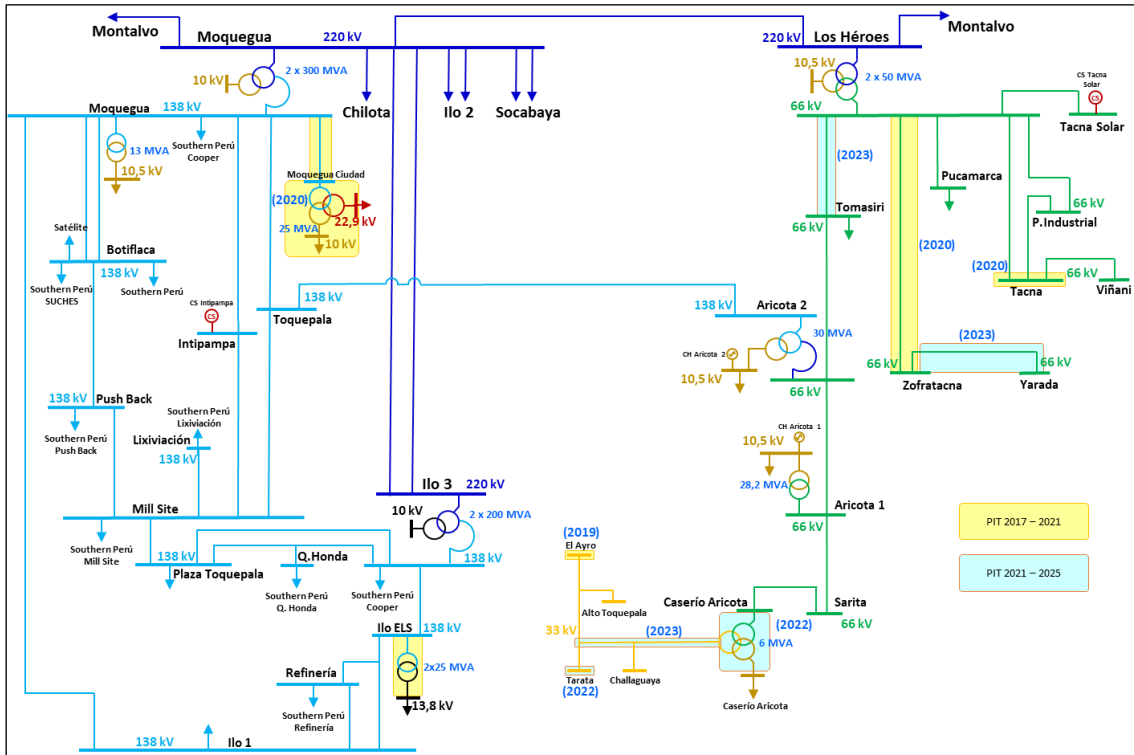 Montalvo
Moquegua
220 kV
Los Héroes
Montalvo
220 kV
10 kV
2 x 300 MVA
10,5 kV
2 x 50 MVA
CS Tacna
Solar
Moquegua
138 kV
Chilota
Ilo 2
Socabaya
66 kV
Tacna Solar
13 MVA
Southern Perú
Cooper
10,5 kV
Moquegua Ciudad
(2020)
22,9 kV
25 MVA
10 kV
(2023)
Tomasiri
66 kV
Pucamarca
66 kV
P.Industrial
(2020)
(2020)
66 kV
Tacna
Viñani
Satélite
Botiflaca
138 kV
Southern Perú
SUCHES
Southern Perú
CS Intipampa
Intipampa
138 kV
Toquepala
138 kV
Aricota 2
30 MVA
CH Aricota 2
10,5 kV
66 kV
(2023)
66 kV
Zofratacna
66 kV
Yarada
138 kV
Push Back
Southern Perú
Push Back
Southern Perú
Lixiviación
Lixiviación
138 kV
CH Aricota 1
10,5 kV
28,2 MVA
Aricota 1
66 kV
Ilo 3
220 kV
10 kV
2 x 200 MVA
138 kV
Mill Site
Southern Perú
Mill Site
138 kV
Plaza Toquepala
Q.Honda
Southern Perú
Q. Honda
Southern Perú
Cooper
PIT 2017 – 2021
PIT 2021 – 2025
(2019)
El Ayro
Alto Toquepala
33 kV
(2023)
Tarata
(2022)
Challaguaya
Caserío Aricota
(2022)
6 MVA
Caserío Aricota
Sarita
66 kV
Ilo ELS
138 kV
2x25 MVA
13,8 kV
Refinería
Southern Perú
Refinería
138 kV
Ilo 1